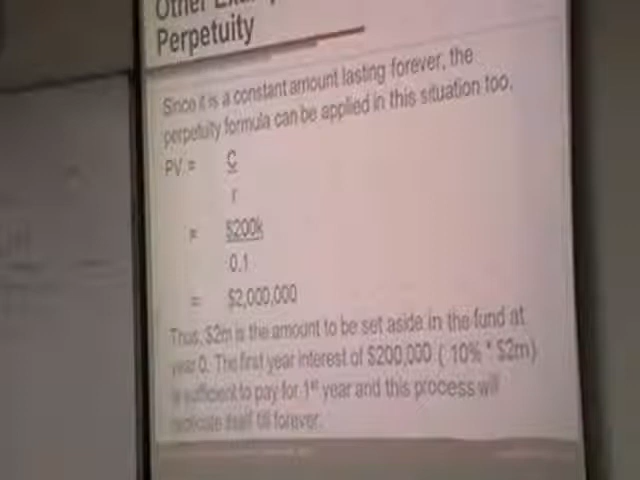 Other
Perpetuity
Since it is a constant amount lasting forever, the
perpetuity formula can be applied in this situation too.
PV = C
r
= $200k
0.1
= $2,000,000
Thus, $2m is the amount to be set aside in the fund at
year 0. The first year interest of $200,000 ( 10% * $2m)
is sufficient to pay for 1st year and this process will
replicate itself till forever.